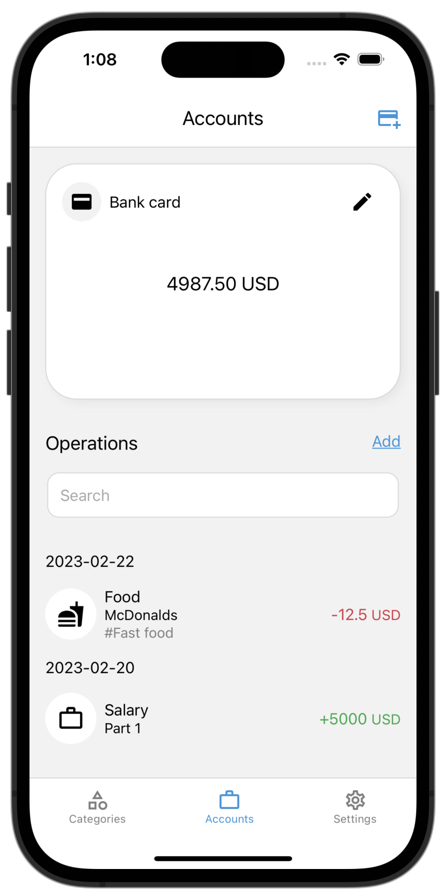 1:08
Accounts
Bank card
4987.50 USD
Operations
Add
Search
2023-02-22
Food
McDonalds
-12.5 USD
#Fast food
2023-02-20
Salary
+5000 USD
Part 1
Categories
Accounts
Settings